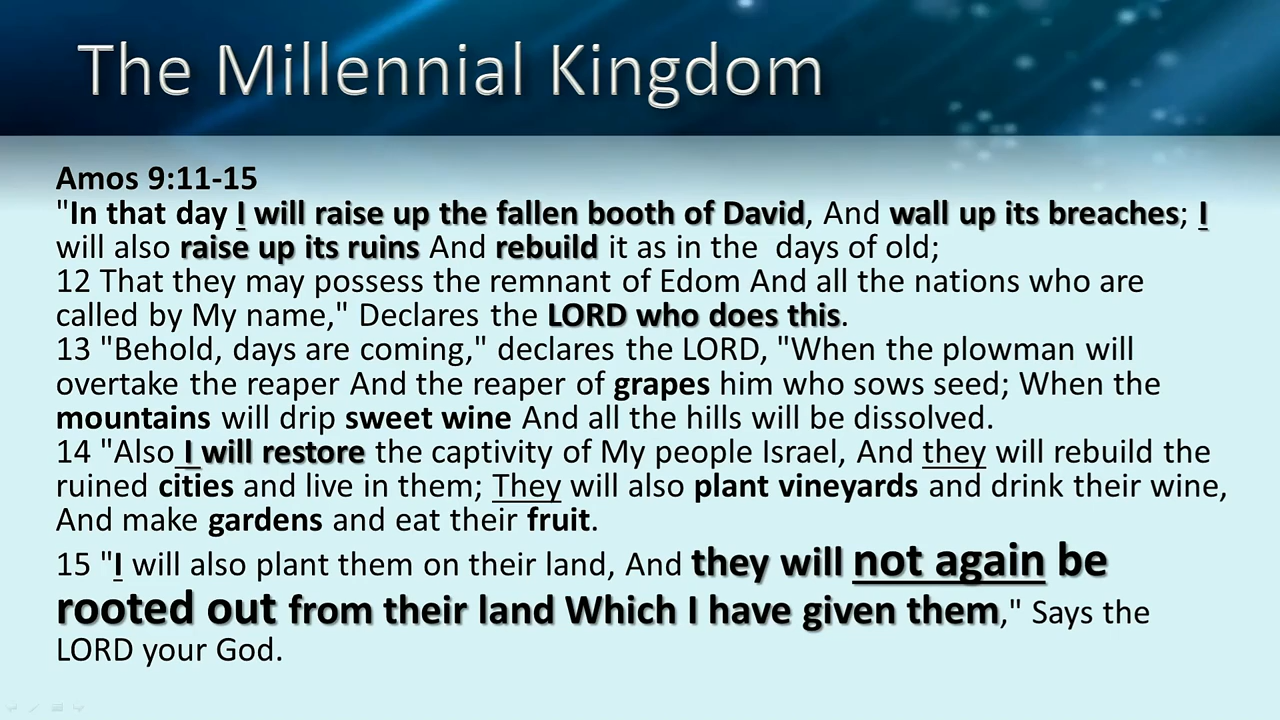 The Millennial Kingdom
Amos 9:11-15
"In that day I will raise up the fallen booth of David, And wall up its breaches; I
will also raise up its ruins And rebuild it as in the  days of old;
12 That they may possess the remnant of Edom And all the nations who are
called by My name," Declares the LORD who does this.
13 "Behold, days are coming," declares the LORD, "When the plowman will
overtake the reaper And the reaper of grapes him who sows seed; When the
mountains will drip sweet wine And all the hills will be dissolved.
14 "Also I will restore the captivity of My people Israel, And they will rebuild the
ruined cities and live in them; They will also plant vineyards and drink their wine,
And make gardens and eat their fruit.
15 "I will also plant them on their land, And they will not again be
rooted out from their land Which I have given them," Says the
LORD your God.